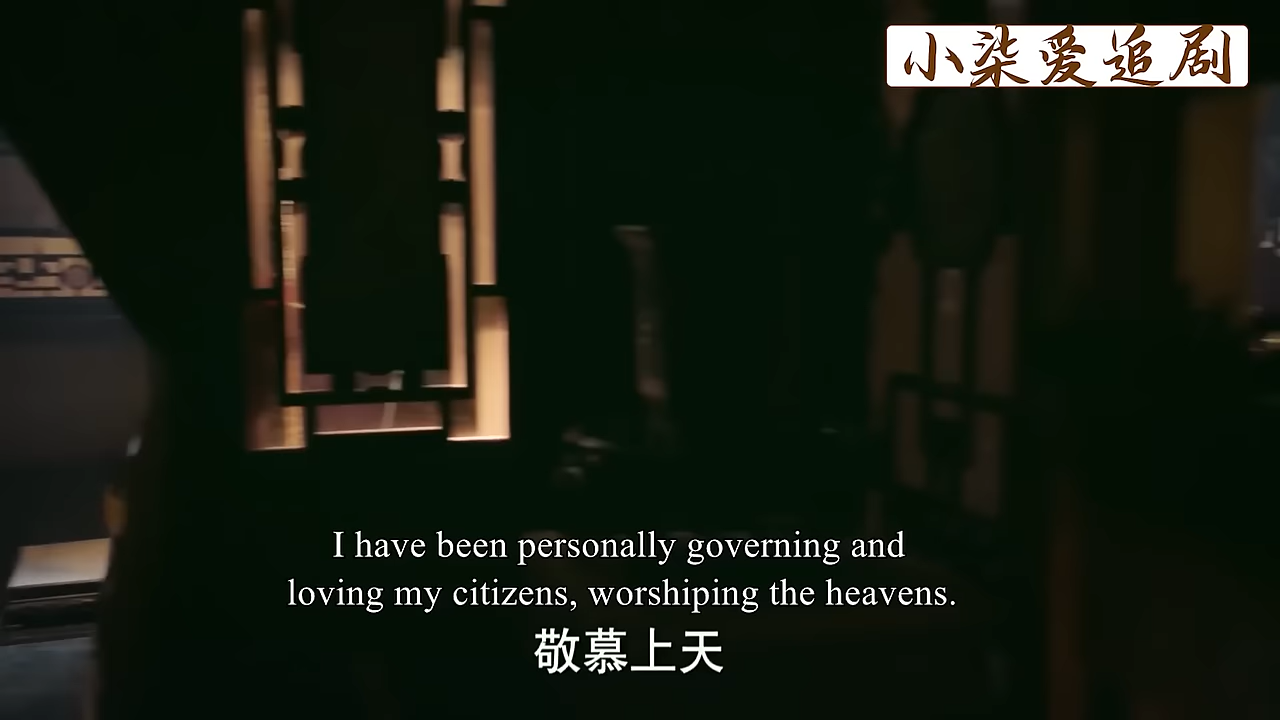 小柒爱追剧
I have been personally governing and
loving my citizens, worshiping the heavens.
敬慕上天